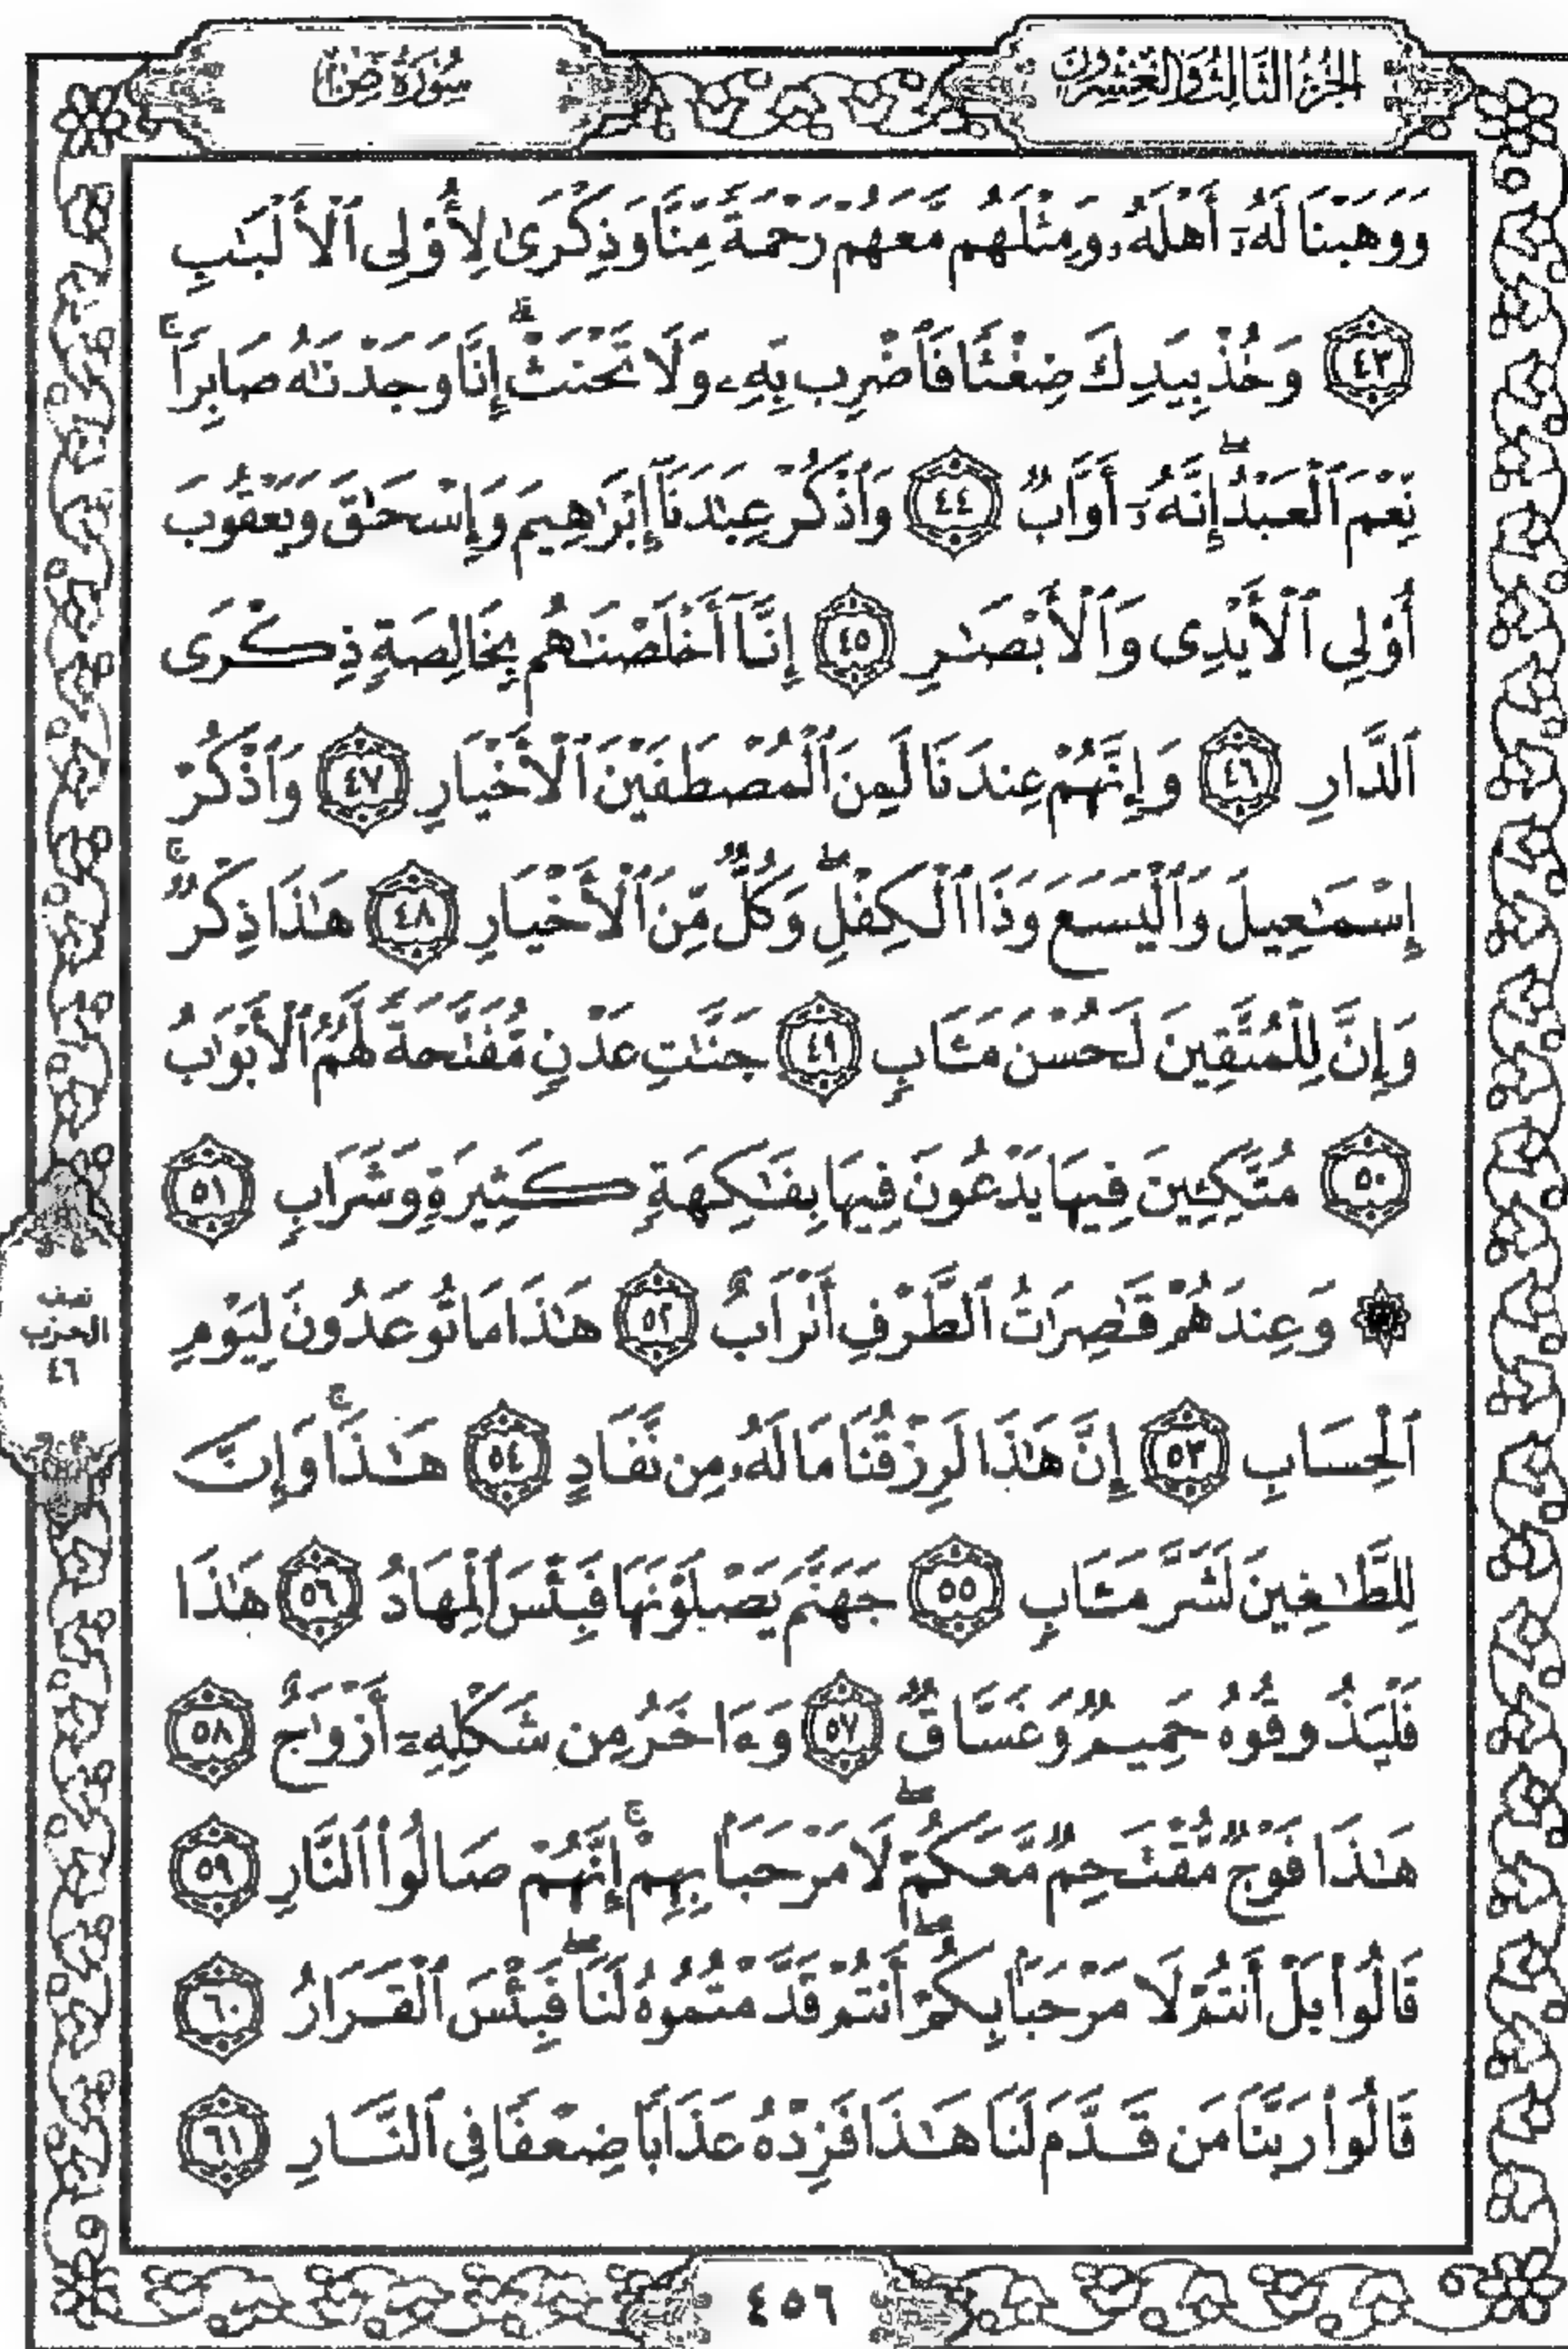 الجزء الثالث والعشرون
سورة ص
وَوَهَبْنَا لَهُۥٓ أَهْلَهُۥ وَمِثْلَهُم مَّعَهُمْ رَحْمَةً مِّنَّا وَذِكْرَىٰ لِأُو۟لِى ٱلْأَلْبَٰبِ
٤٣ وَخُذْ بِيَدِكَ ضِغْثًا فَٱضْرِب بِّهِۦ وَلَا تَحْنَثْ ۗ إِنَّا وَجَدْنَٰهُ صَابِرًا ۚ
نِّعْمَ ٱلْعَبْدُ ۖ إِنَّهُۥٓ أَوَّابٌ ٤٤ وَٱذْكُرْ عِبَٰدَنَآ إِبْرَٰهِيمَ وَإِسْحَٰقَ وَيَعْقُوبَ
أُو۟لِى ٱلْأَيْدِى وَٱلْأَبْصَٰرِ ٤٥ إِنَّآ أَخْلَصْنَٰهُم بِخَالِصَةٍ ذِكْرَى
ٱلدَّارِ ٤٦ وَإِنَّهُمْ عِندَنَا لَمِنَ ٱلْمُصْطَفَيْنَ ٱلْأَخْيَارِ ٤٧ وَٱذْكُرْ
إِسْمَٰعِيلَ وَٱلْيَسَعَ وَذَا ٱلْكِفْلِ ۖ وَكُلٌّ مِّنَ ٱلْأَخْيَارِ ٤٨ هَٰذَا ذِكْرٌ ۚ
وَإِنَّ لِلْمُتَّقِينَ لَحُسْنَ مَـَٔابٍ ٤٩ جَنَّٰتِ عَدْنٍ مُّفَتَّحَةً لَّهُمُ ٱلْأَبْوَٰبُ
٥٠ مُتَّكِـِٔينَ فِيهَا يَدْعُونَ فِيهَا بِفَٰكِهَةٍ كَثِيرَةٍ وَشَرَابٍ ٥١
۞ وَعِندَهُمْ قَٰصِرَٰتُ ٱلطَّرْفِ أَتْرَابٌ ٥٢ هَٰذَا مَا تُوعَدُونَ لِيَوْمِ
ٱلْحِسَابِ ٥٣ إِنَّ هَٰذَا لَرِزْقُنَا مَا لَهُۥ مِن نَّفَادٍ ٥٤ هَٰذَا ۚ وَإِنَّ
لِلطَّٰغِينَ لَشَرَّ مَـَٔابٍ ٥٥ جَهَنَّمَ يَصْلَوْنَهَا فَبِئْسَ ٱلْمِهَادُ ٥٦ هَٰذَا
فَلْيَذُوقُوهُ حَمِيمٌ وَغَسَّاقٌ ٥٧ وَءَاخَرُ مِن شَكْلِهِۦٓ أَزْوَٰجٌ ٥٨
هَٰذَا فَوْجٌ مُّقْتَحِمٌ مَّعَكُمْ ۖ لَا مَرْحَبًۢا بِهِمْ ۚ إِنَّهُمْ صَالُوا۟ ٱلنَّارِ ٥٩
قَالُوا۟ بَلْ أَنتُمْ لَا مَرْحَبًۢا بِكُمْ ۖ أَنتُمْ قَدَّمْتُمُوهُ لَنَا ۖ فَبِئْسَ ٱلْقَرَارُ ٦٠
قَالُوا۟ رَبَّنَا مَن قَدَّمَ لَنَا هَٰذَا فَزِدْهُ عَذَابًا ضِعْفًا فِى ٱلنَّارِ ٦١
نصف
الحزب
٤٦
٤٥٦